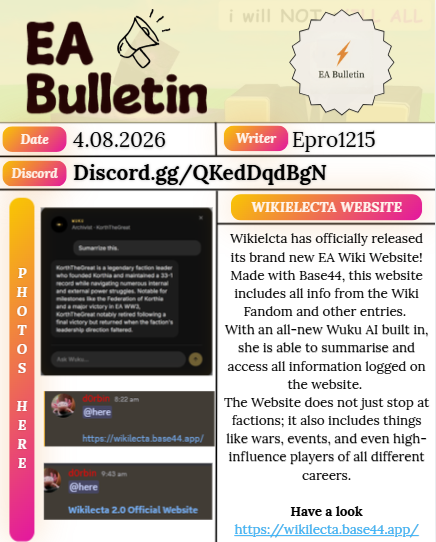 i will NOT
ALL
EA
Bulletin
EA Bulletin
Date
4.08.2026
Writer
Epro1215
Discord
Discord.gg/QKedDqdBgN
PHOTOS HERE
WUKU
Archivist · KorthTheGreat
Summarize this.
KorthTheGreat is a legendary faction leader
who founded Korthia and maintained a 33-1
record while navigating numerous internal
and external power struggles. Notable for
milestones like the Federation of Korthia
and a major victory in EA WW3,
KorthTheGreat notably retired following a
final victory but returned when the faction's
leadership faltered.
Ask Wuku...
8:22 am
@here
https://wikilecta.base44.app/
9:43 am
@here
Wikilecta 2.0 Official Website
WIKIELECTA WEBSITE
Wikielcta has officially released
its brand new EA Wiki Website!
Made with Base44, this website
includes all info from the Wiki
Fandom and other entries.
With an all-new Wuku AI built in,
she is able to summarise and
access all information logged on
the website.
The Website does not just stop at
factions; it also includes things
like wars, events, and even high-
influence players of all different
careers.
Have a look
https://wikilecta.base44.app/